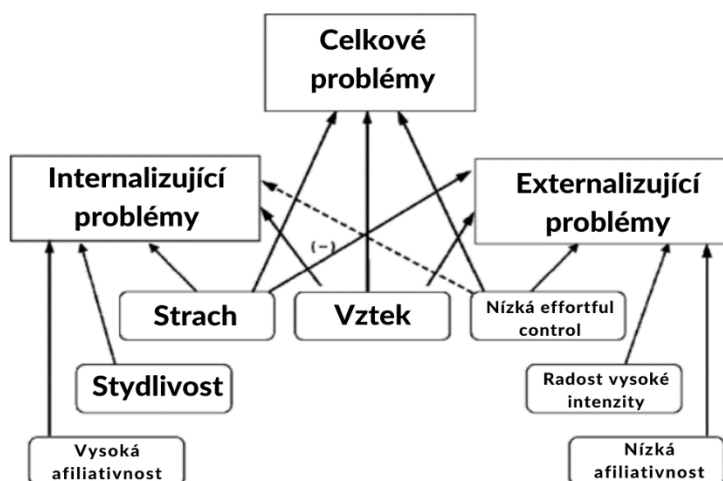 Celkové
problémy
Internalizující
problémy
Externalizující
problémy
(-)
Strach
Vztek
Nízká effortful
control
Stydlivost
Radost vysoké
intenzity
Vysoká
afiliativnost
Nízká
afiliativnost